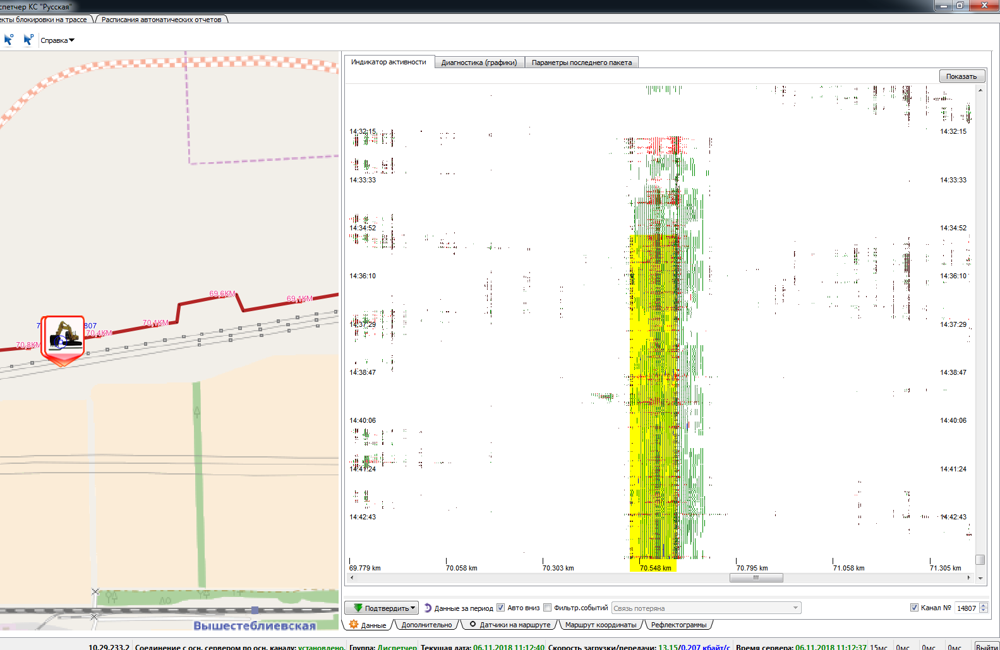 спетчер КС "Русская"
екты блокировки на трассе
Расписания автоматических отчетов
Справка
Индикатор активности
Диагностика (графики)
Параметры последнего пакета
Показать
14:32:15
14:32:15
14:33:33
14:33:33
14:34:52
14:34:52
14:36:10
14:36:10
14:37:29
14:37:29
14:38:47
14:38:47
14:40:06
14:40:06
14:41:24
14:41:24
14:42:43
14:42:43
69.779 km
70.058 km
70.303 km
70.548 km
70.795 km
71.058 km
71.305 km
69,6КМ
69,1КМ
70,1КМ
7
807
70,4КМ
70,8КМ
Вышестеблиевская
Подтвердить
Данные за период
Авто вниз
Фильтр.событий
Связь потеряна
Канал №
14807
Данные
Дополнительно
Датчики на маршруте
Маршрут координаты
Рефлектограммы
10.29.233.2
Соединение с осн. сервером по осн. каналу: установлено.
Группа: Диспетчер
Текущая дата: 06.11.2018 11:12:40
Скорость загрузки/передачи: 13.15/0.207 кбайт/с
Время сервера: 06.11.2018 11:12:37
15мс
0мс
0мс
0мс
Выйти